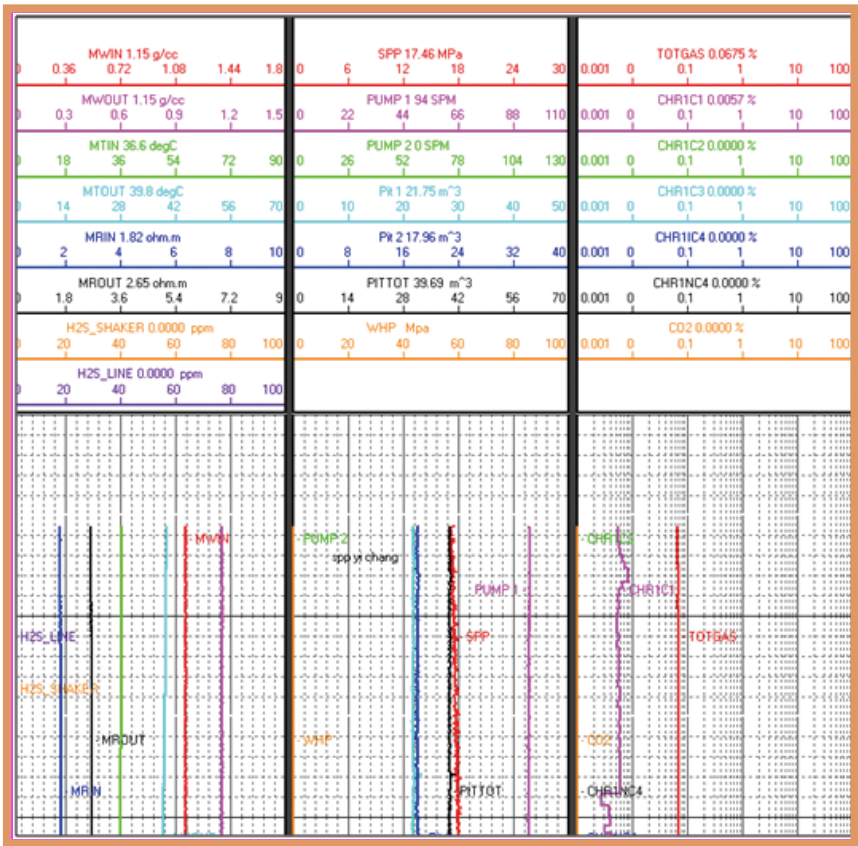 MWIN 1.15 g/cc
0 0.36 0.72 1.08 1.44 1.8
MWOUT 1.15 g/cc
0 0.3 0.6 0.9 1.2 1.5
MTIN 36.6 degC
0 18 36 54 72 90
MTOUT 39.8 degC
0 14 28 42 56 70
MRIN 1.82 ohm.m
0 2 4 6 8 10
MROUT 2.65 ohm.m
0 1.8 3.6 5.4 7.2 9
H2S_SHAKER 0.0000 ppm
0 20 40 60 80 100
H2S_LINE 0.0000 ppm
0 20 40 60 80 100
SPP 17.46 MPa
0 6 12 18 24 30
PUMP 1 94 SPM
0 22 44 66 88 110
PUMP 2 0 SPM
0 26 52 78 104 130
Pit 1 21.75 m^3
0 10 20 30 40 50
Pit 2 17.96 m^3
0 8 16 24 32 40
PITTOT 39.69 m^3
0 14 28 42 56 70
WHP Mpa
0 20 40 60 80 100
TOTGAS 0.0675 %
0.001 0 0.1 1 10 100
CHR1C1 0.0057 %
0.001 0 0.1 1 10 100
CHR1C2 0.0000 %
0.001 0 0.1 1 10 100
CHR1C3 0.0000 %
0.001 0 0.1 1 10 100
CHR1IC4 0.0000 %
0.001 0 0.1 1 10 100
CHR1NC4 0.0000 %
0.001 0 0.1 1 10 100
CO2 0.0000 %
0.001 0 0.1 1 10 100
MWIN
H2S_LINE
H2S_SHAKER
MROUT
MRIN
PUMP 2
spp yi chang
PUMP 1
SPP
WHP
PITTOT
CHR1C1
TOTGAS
CO2
CHR1NC4